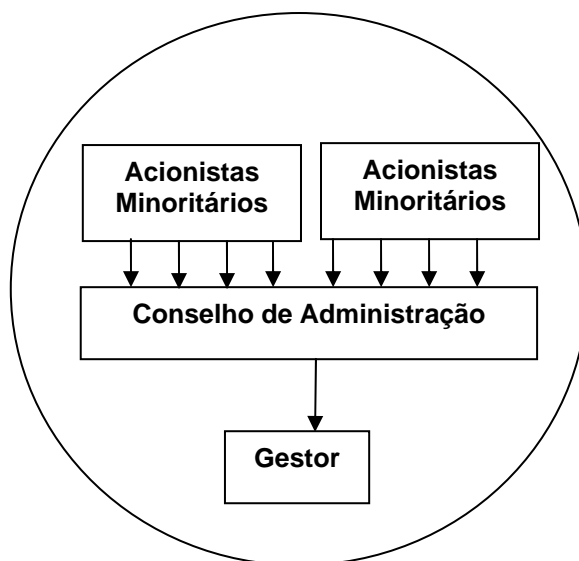 Acionistas
Minoritários
Acionistas
Minoritários
Conselho de Administração
Gestor